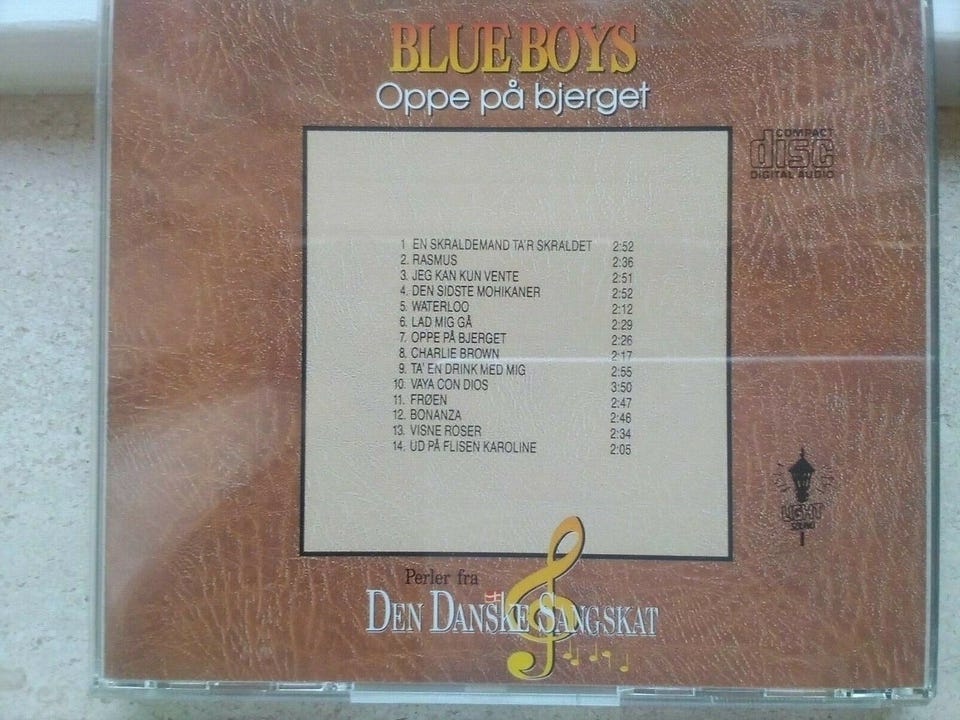 BLUE BOYS
Oppe på bjerget
COMPACT
disc
DIGITAL AUDIO
1 EN SKRALDEMAND TA'R SKRALDET 2:52
2. RASMUS 2:36
3. JEG KAN KUN VENTE 2:51
4. DEN SIDSTE MOHIKANER 2:52
5. WATERLOO 2:12
6. LAD MIG GÅ 2:29
7. OPPE PÅ BJERGET 2:26
8. CHARLIE BROWN 2:17
9. TA' EN DRINK MED MIG 2:55
10. VAYA CON DIOS 3:50
11. FRØEN 2:47
12. BONANZA 2:46
13. VISNE ROSER 2:34
14. UD PÅ FLISEN KAROLINE 2:05
LIGHT
SOUND
Perler fra
DEN DANSKE SANGSKAT